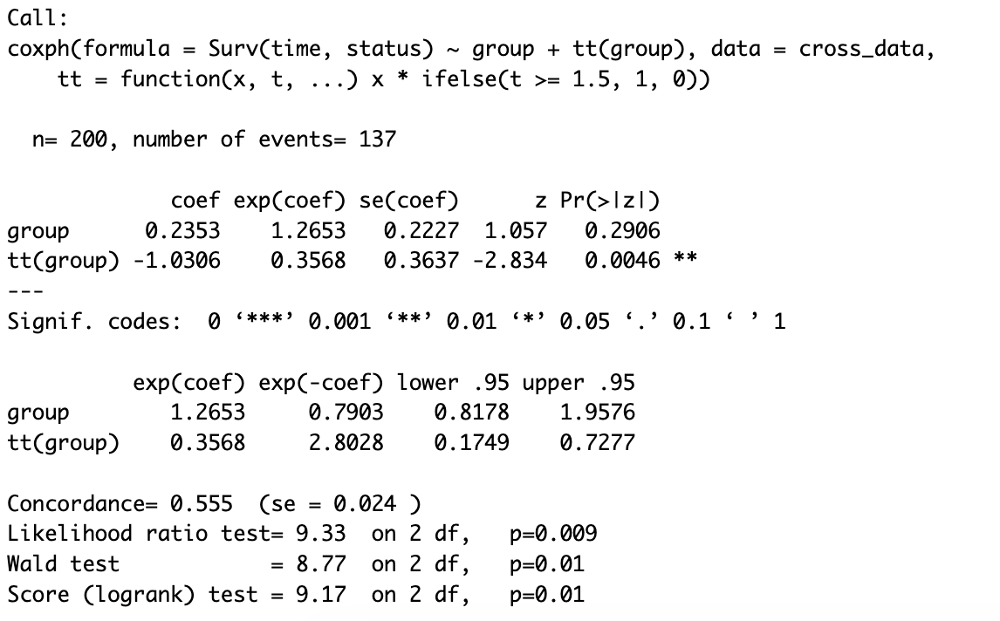 Call:
coxph(formula = Surv(time, status) ~ group + tt(group), data = cross_data,
    tt = function(x, t, ...) x * ifelse(t >= 1.5, 1, 0))
  n= 200, number of events= 137
              coef exp(coef) se(coef)      z Pr(>|z|)
group       0.2353    1.2653   0.2227  1.057   0.2906
tt(group) -1.0306    0.3568   0.3637 -2.834   0.0046 **
---
Signif. codes:  0 ‘***’ 0.001 ‘**’ 0.01 ‘*’ 0.05 ‘.’ 0.1 ‘ ’ 1
          exp(coef) exp(-coef) lower .95 upper .95
group        1.2653     0.7903    0.8178    1.9576
tt(group)    0.3568     2.8028    0.1749    0.7277
Concordance= 0.555  (se = 0.024 )
Likelihood ratio test= 9.33  on 2 df,   p=0.009
Wald test            = 8.77  on 2 df,   p=0.01
Score (logrank) test = 9.17  on 2 df,   p=0.01